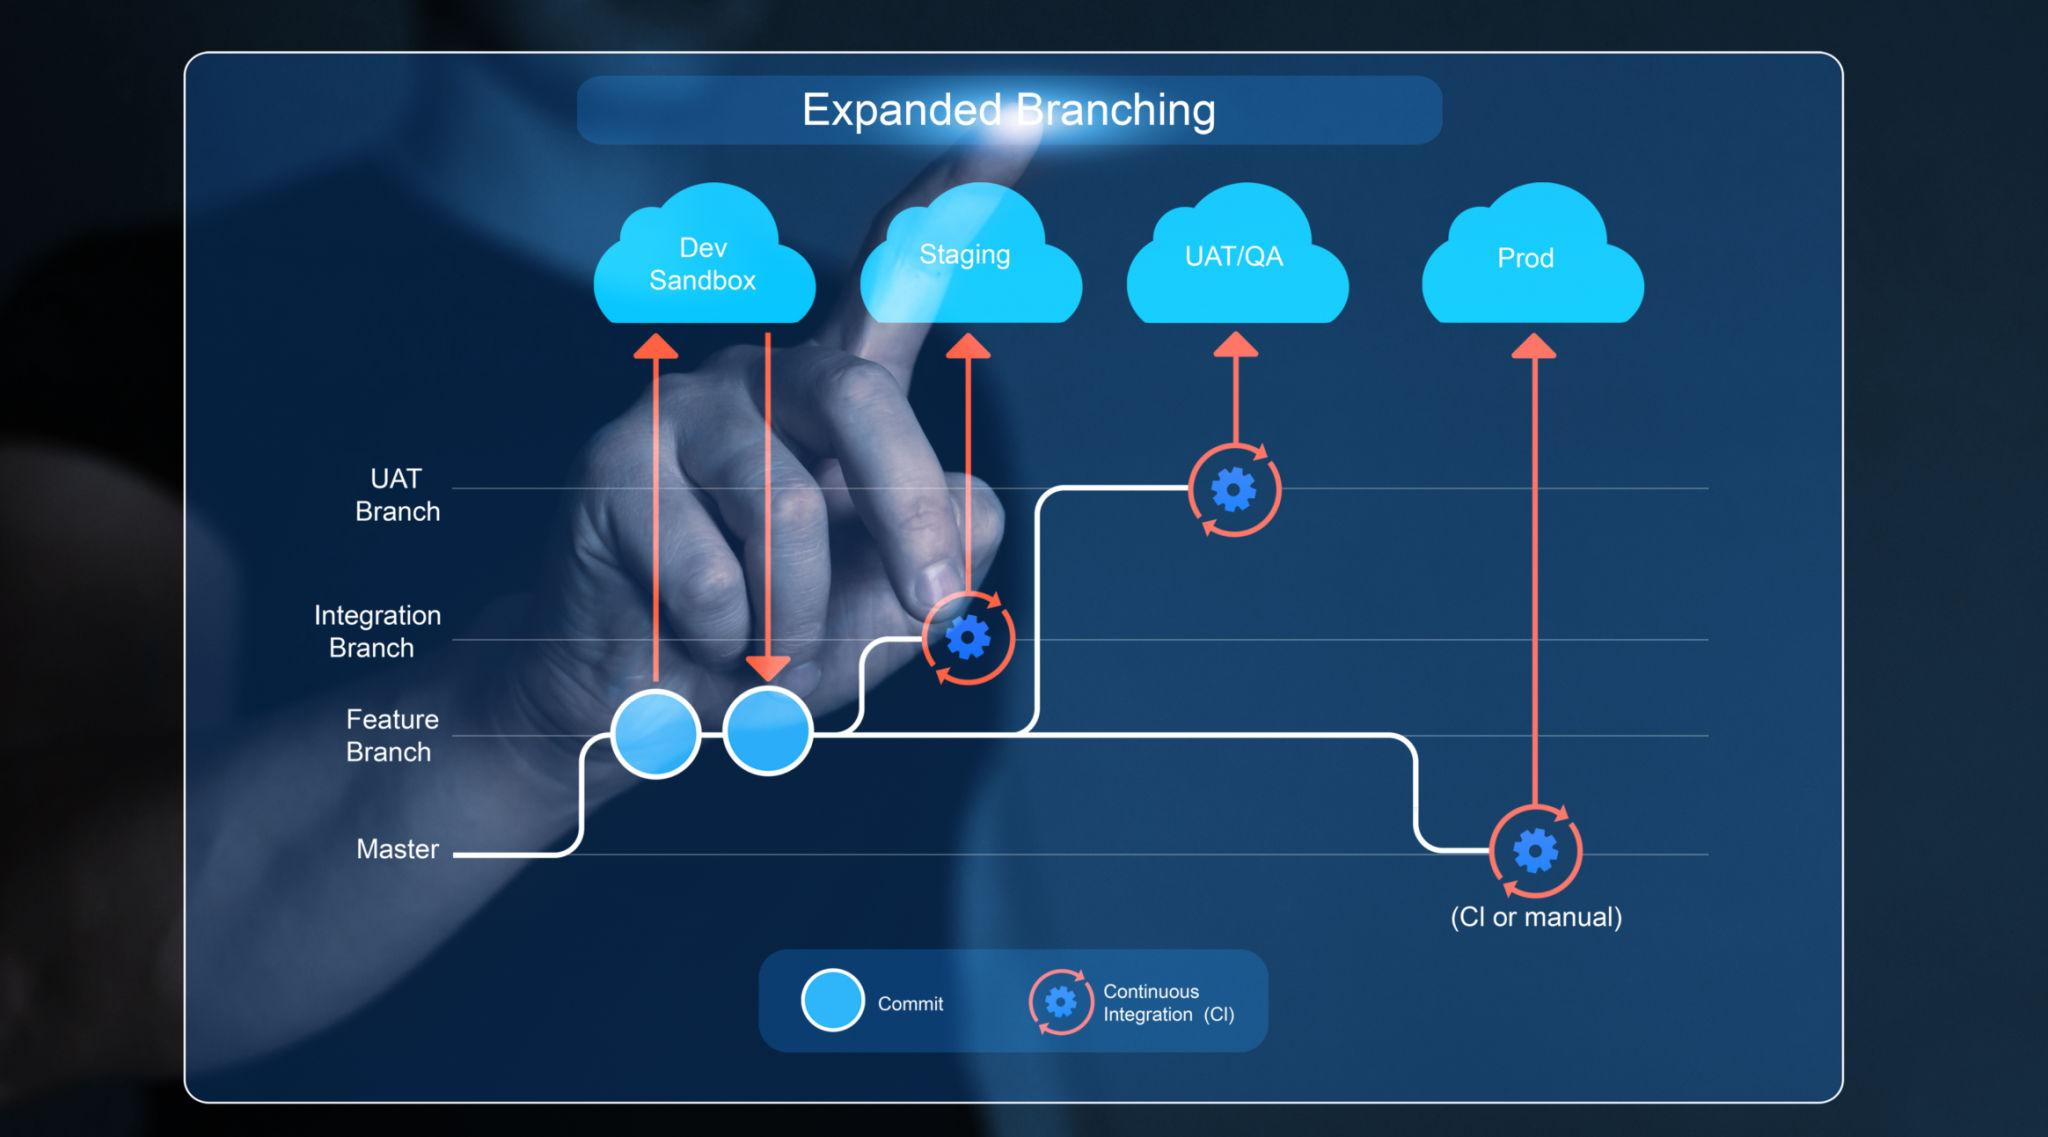 Expanded Branching
Dev
Sandbox
Staging
UAT/QA
Prod
UAT
Branch
Integration
Branch
Feature
Branch
Master
(CI or manual)
Commit
Continuous
Integration (CI)